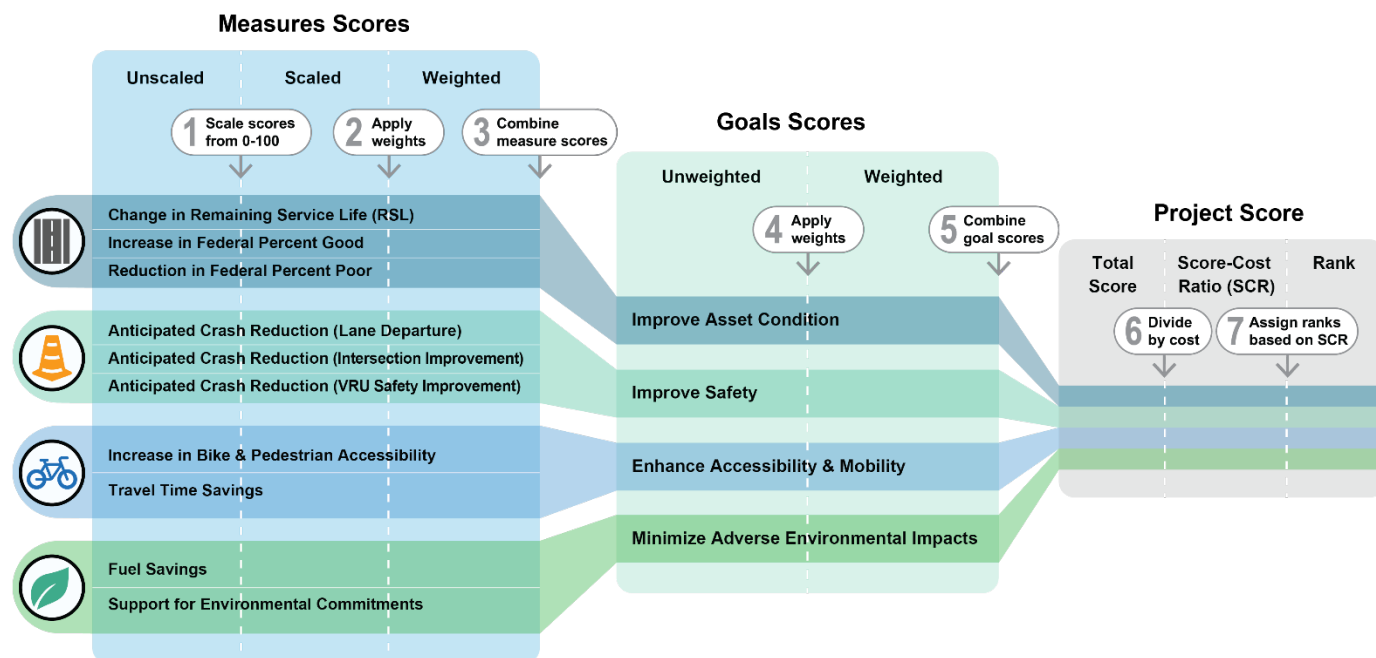 Measures Scores
Unscaled
Scaled
Weighted
1 Scale scores
from 0-100
2 Apply
weights
3 Combine
measure scores
Change in Remaining Service Life (RSL)
Increase in Federal Percent Good
Reduction in Federal Percent Poor
Anticipated Crash Reduction (Lane Departure)
Anticipated Crash Reduction (Intersection Improvement)
Anticipated Crash Reduction (VRU Safety Improvement)
Increase in Bike & Pedestrian Accessibility
Travel Time Savings
Fuel Savings
Support for Environmental Commitments
Goals Scores
Unweighted
Weighted
4 Apply
weights
5 Combine
goal scores
Improve Asset Condition
Improve Safety
Enhance Accessibility & Mobility
Minimize Adverse Environmental Impacts
Project Score
Total
Score
Score-Cost
Ratio (SCR)
Rank
6 Divide
by cost
7 Assign ranks
based on SCR